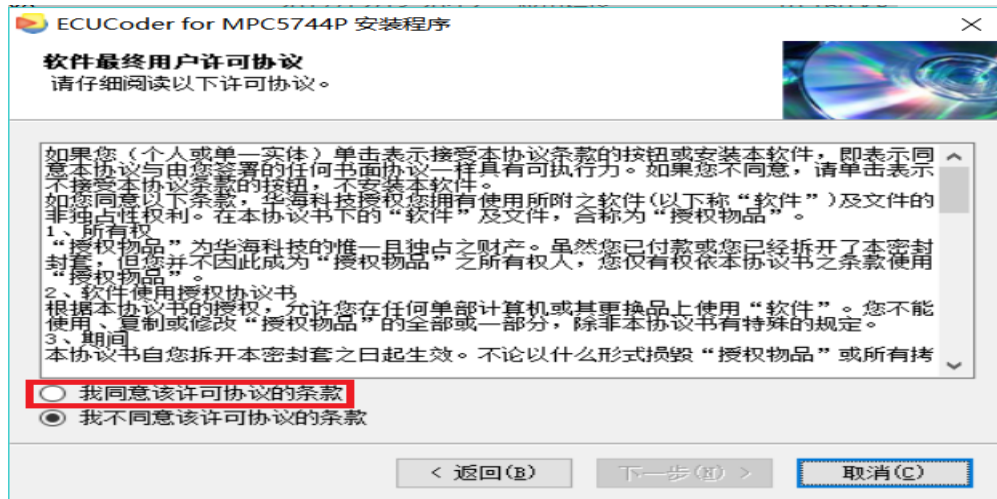 ECUCoder for MPC5744P 安装程序
软件最终用户许可协议
请仔细阅读以下许可协议。
如果您（个人或单一实体）单击表示接受本协议条款的按钮或安装本软件，即表示同
意本协议与由您签署的任何书面协议一样具有可执行力。如果您不同意，请单击表示
不接受本协议条款的按钮，不安装本软件。
如您同意以下条款，华海科技授权您拥有使用所附之软件(以下称“软件”)及文件的
非独占性权利。在本协议书下的“软件”及文件，合称为“授权物品”。
1、所有权
“授权物品”为华海科技的惟一且独占之财产。虽然您已付款或您已经拆开了本密封
封套，但您并不因此成为“授权物品”之所有权人，您仅有权依本协议书之条款使用
“授权物品”。
2、软件使用授权协议书
根据本协议书的授权，允许您在任何单部计算机或其更换品上使用“软件”。您不能
使用、复制或修改“授权物品”的全部或一部分，除非本协议书有特殊的规定。
3、期间
本协议书自您拆开本密封套之日起生效。不论以什么形式损毁“授权物品”或所有拷
我同意该许可协议的条款
我不同意该许可协议的条款
< 返回(B)
下一步(N) >
取消(C)